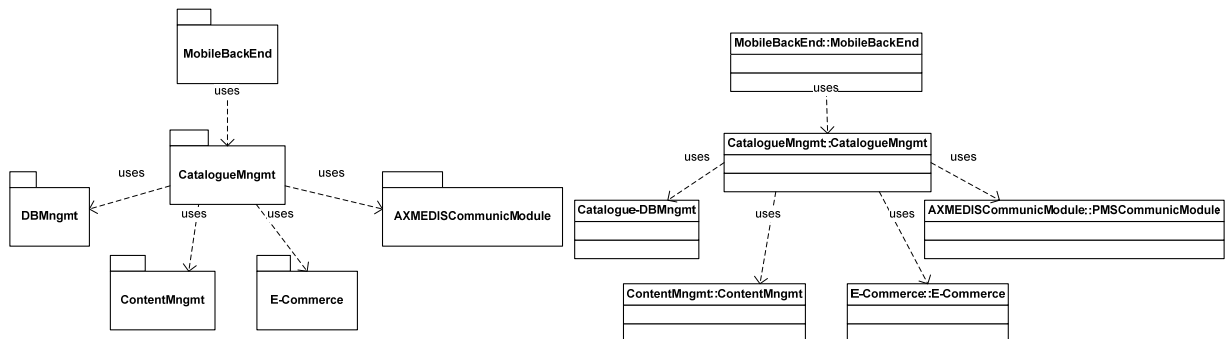 MobileBackEnd
uses
CatalogueMngmt
uses
uses
DBMngmt
uses
uses
AXMEDISCommunicModule
ContentMngmt
E-Commerce
MobileBackEnd::MobileBackEnd
uses
CatalogueMngmt::CatalogueMngmt
uses
uses
Catalogue-DBMngmt
uses
uses
AXMEDISCommunicModule::PMSCommunicModule
ContentMngmt::ContentMngmt
E-Commerce::E-Commerce